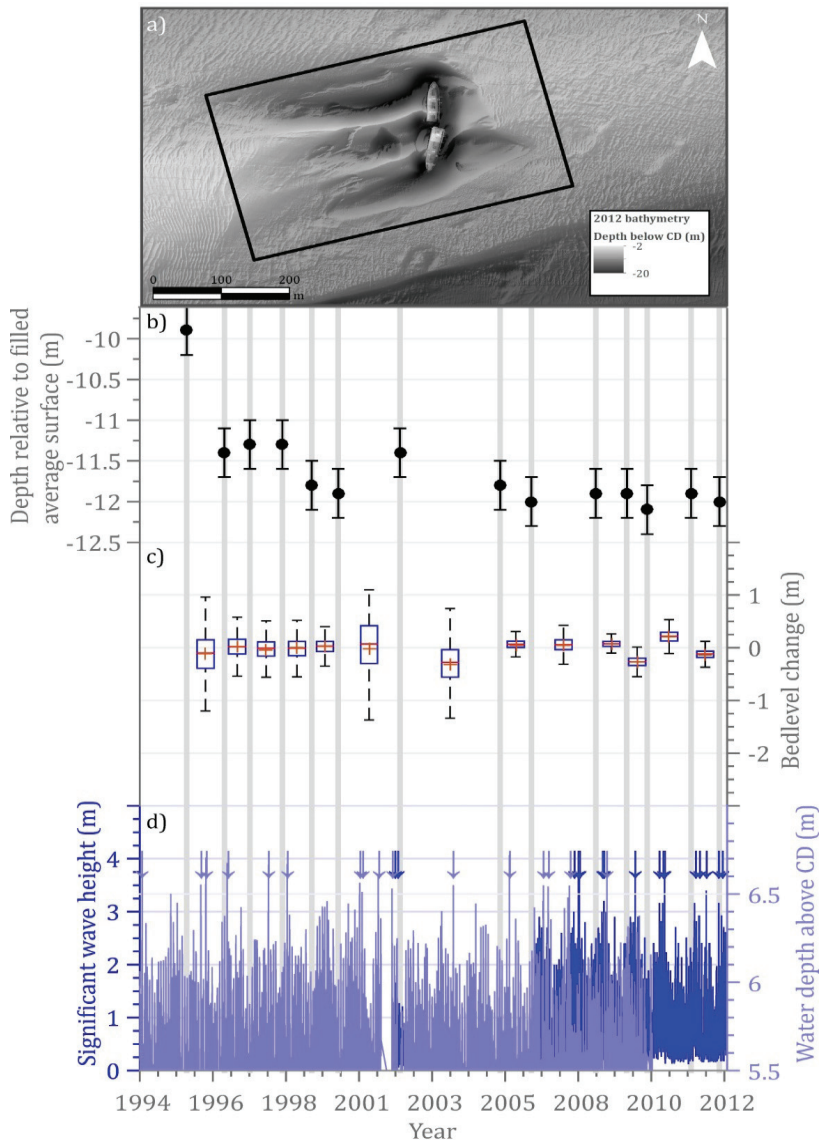 a)
N
2012 bathymetry
Depth below CD (m)
-2
-20
0 100 200
m
b)
Depth relative to filled
average surface (m)
-10
-10.5
-11
-11.5
-12
-12.5
c)
Bedlevel change (m)
1
0
-1
-2
d)
Significant wave height (m)
4
3
2
1
0
Water depth above CD (m)
6.5
6
5.5
1994 1996 1998 2001 2003 2005 2008 2010 2012
Year